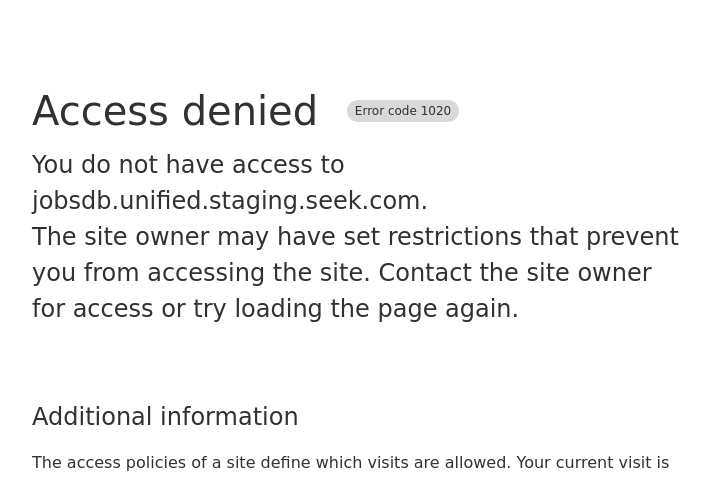 Access denied Error code 1020
You do not have access to
jobsdb.unified.staging.seek.com.
The site owner may have set restrictions that prevent
you from accessing the site. Contact the site owner
for access or try loading the page again.
Additional information
The access policies of a site define which visits are allowed. Your current visit is